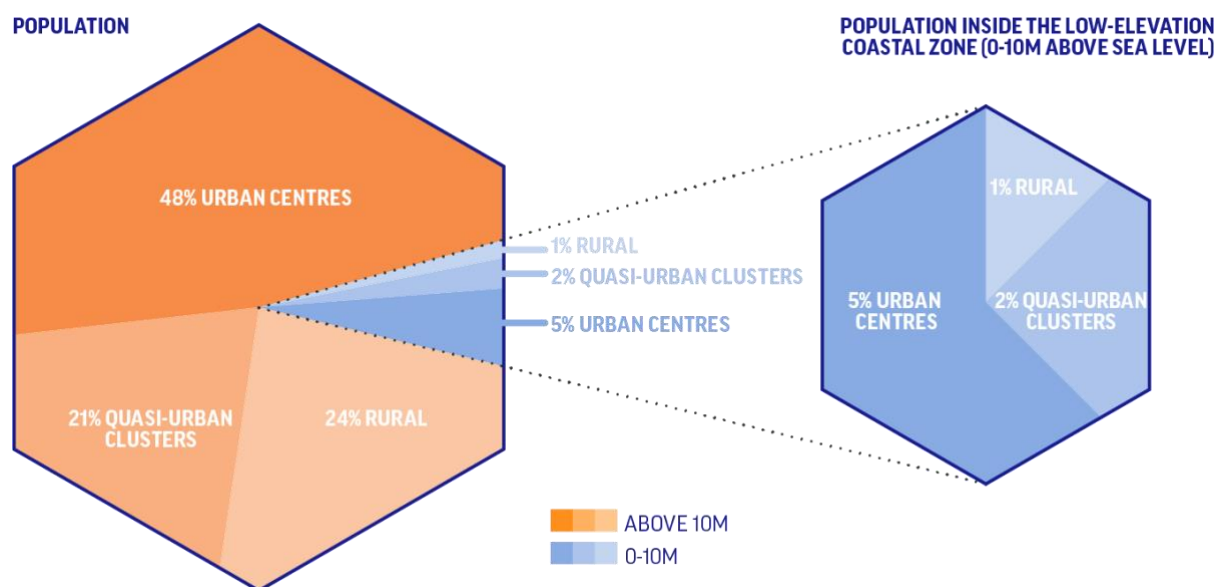 POPULATION
48% URBAN CENTRES
1% RURAL
2% QUASI-URBAN CLUSTERS
5% URBAN CENTRES
21% QUASI-URBAN
CLUSTERS
24% RURAL
POPULATION INSIDE THE LOW-ELEVATION
COASTAL ZONE (0-10M ABOVE SEA LEVEL)
1% RURAL
5% URBAN
CENTRES
2% QUASI-URBAN
CLUSTERS
ABOVE 10M
0-10M